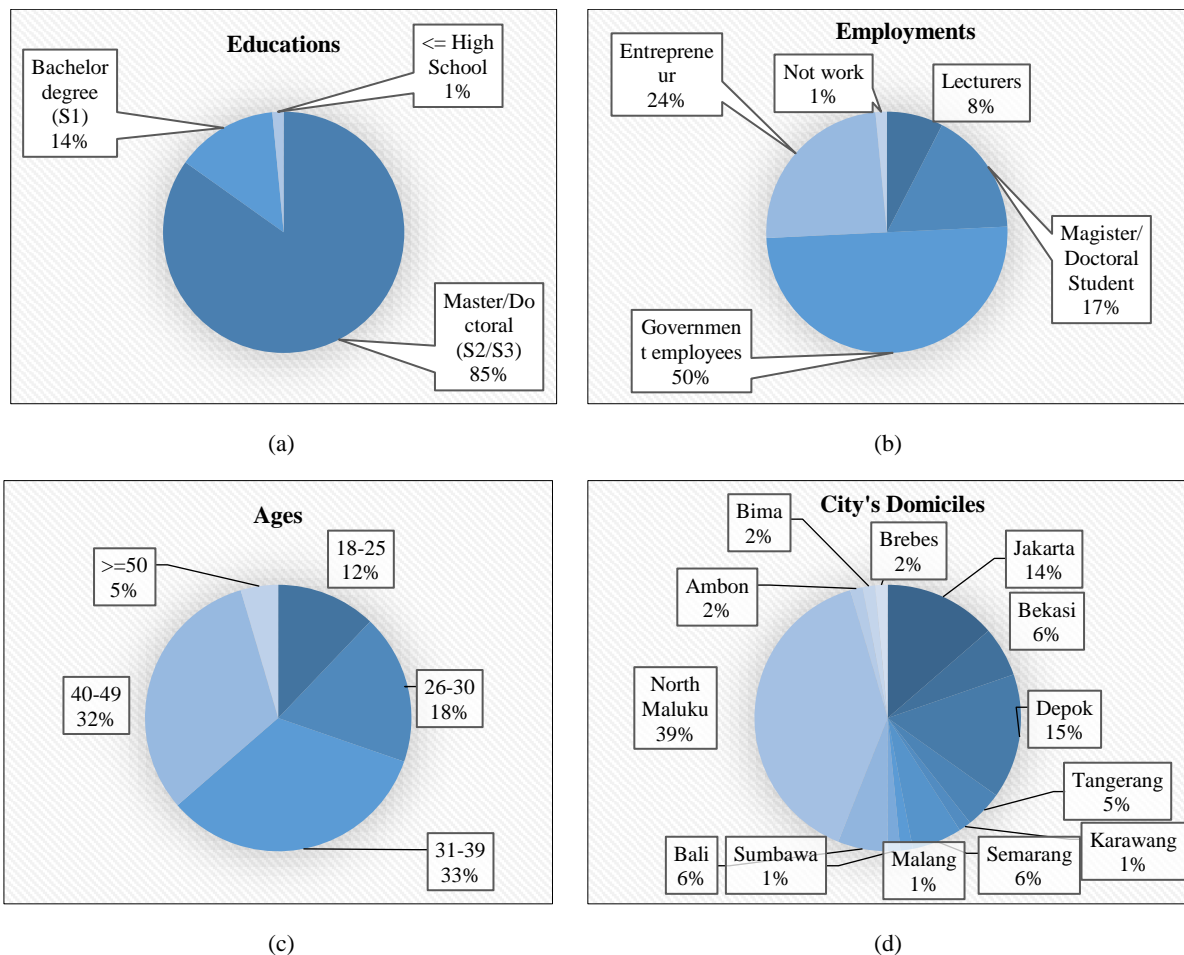 Educations
<= High
School
1%
Bachelor
degree
(S1)
14%
Master/Do
ctoral
(S2/S3)
85%
(a)
Employments
Entreprene
ur
24%
Not work
1%
Lecturers
8%
Magister/
Doctoral
Student
17%
Governmen
t employees
50%
(b)
Ages
>=50
5%
18-25
12%
40-49
32%
26-30
18%
31-39
33%
(c)
City's Domiciles
Bima
2%
Brebes
2%
Jakarta
14%
Ambon
2%
Bekasi
6%
North
Maluku
39%
Depok
15%
Tangerang
5%
Bali
6%
Sumbawa
1%
Malang
1%
Semarang
6%
Karawang
1%
(d)